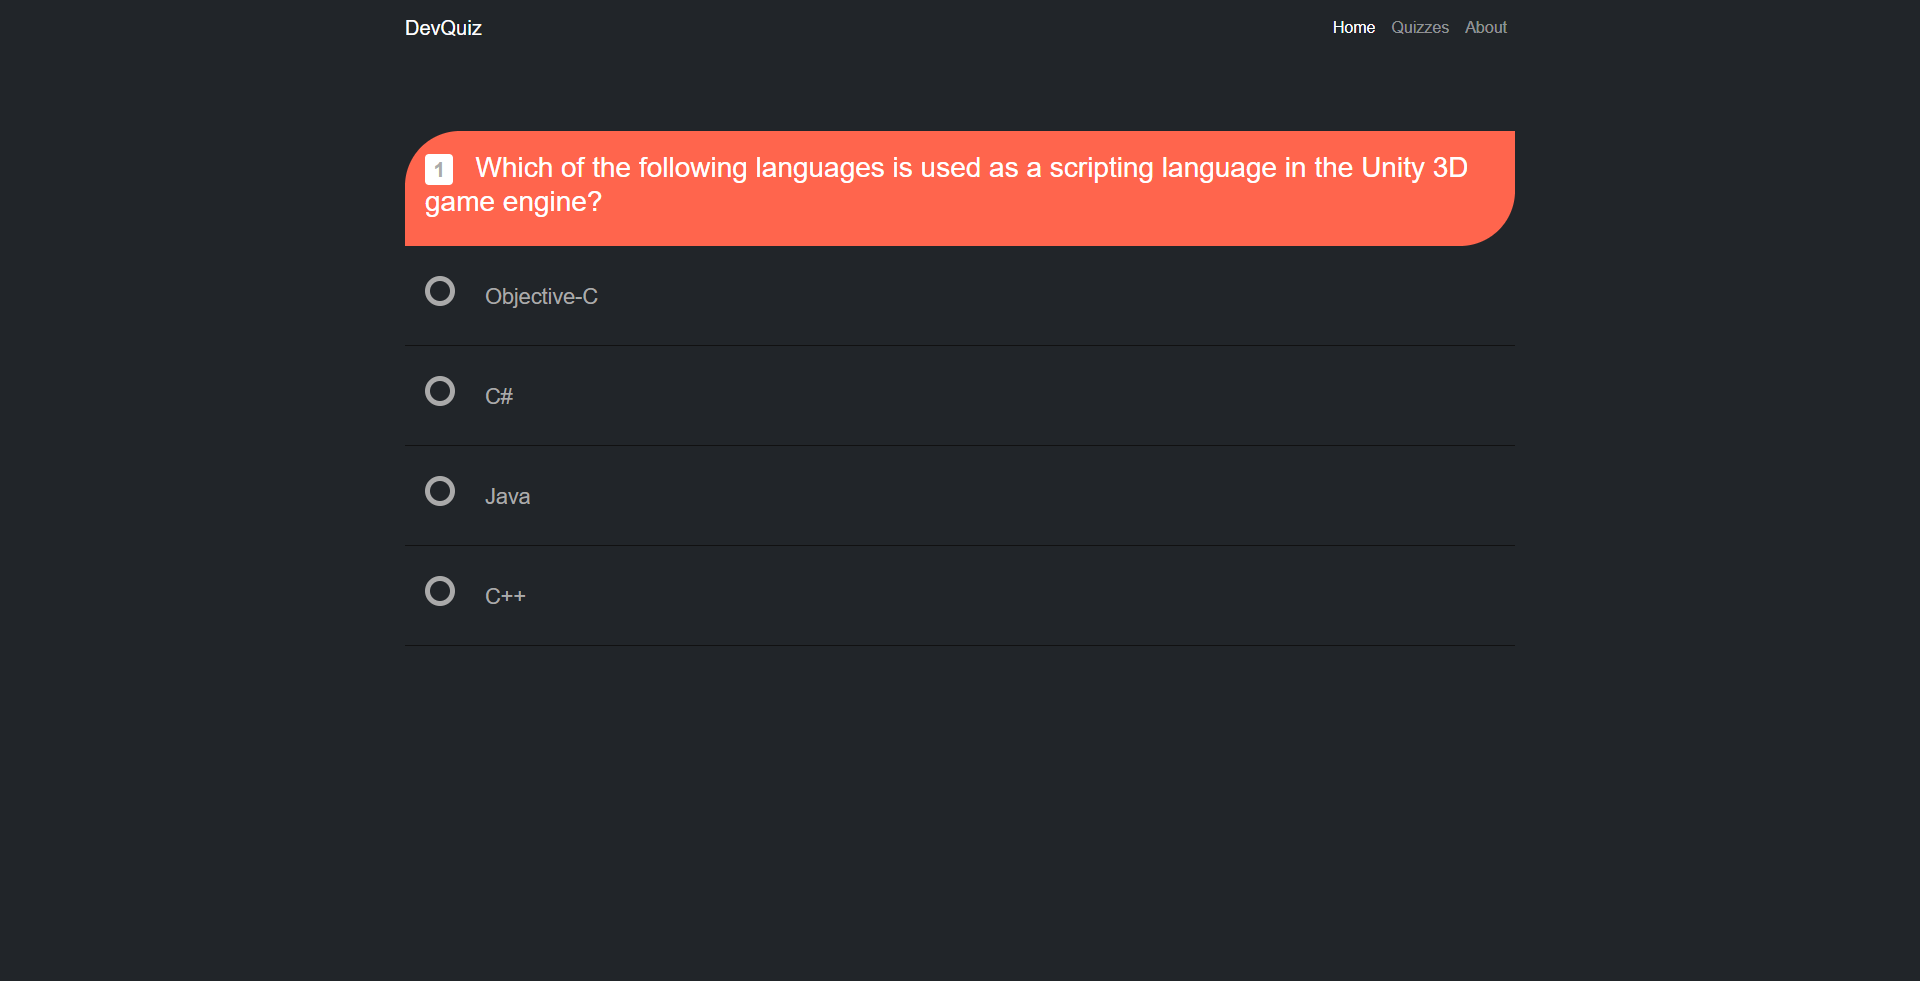 DevQuiz
Home Quizzes About
1 Which of the following languages is used as a scripting language in the Unity 3D
game engine?
Objective-C
C#
Java
C++